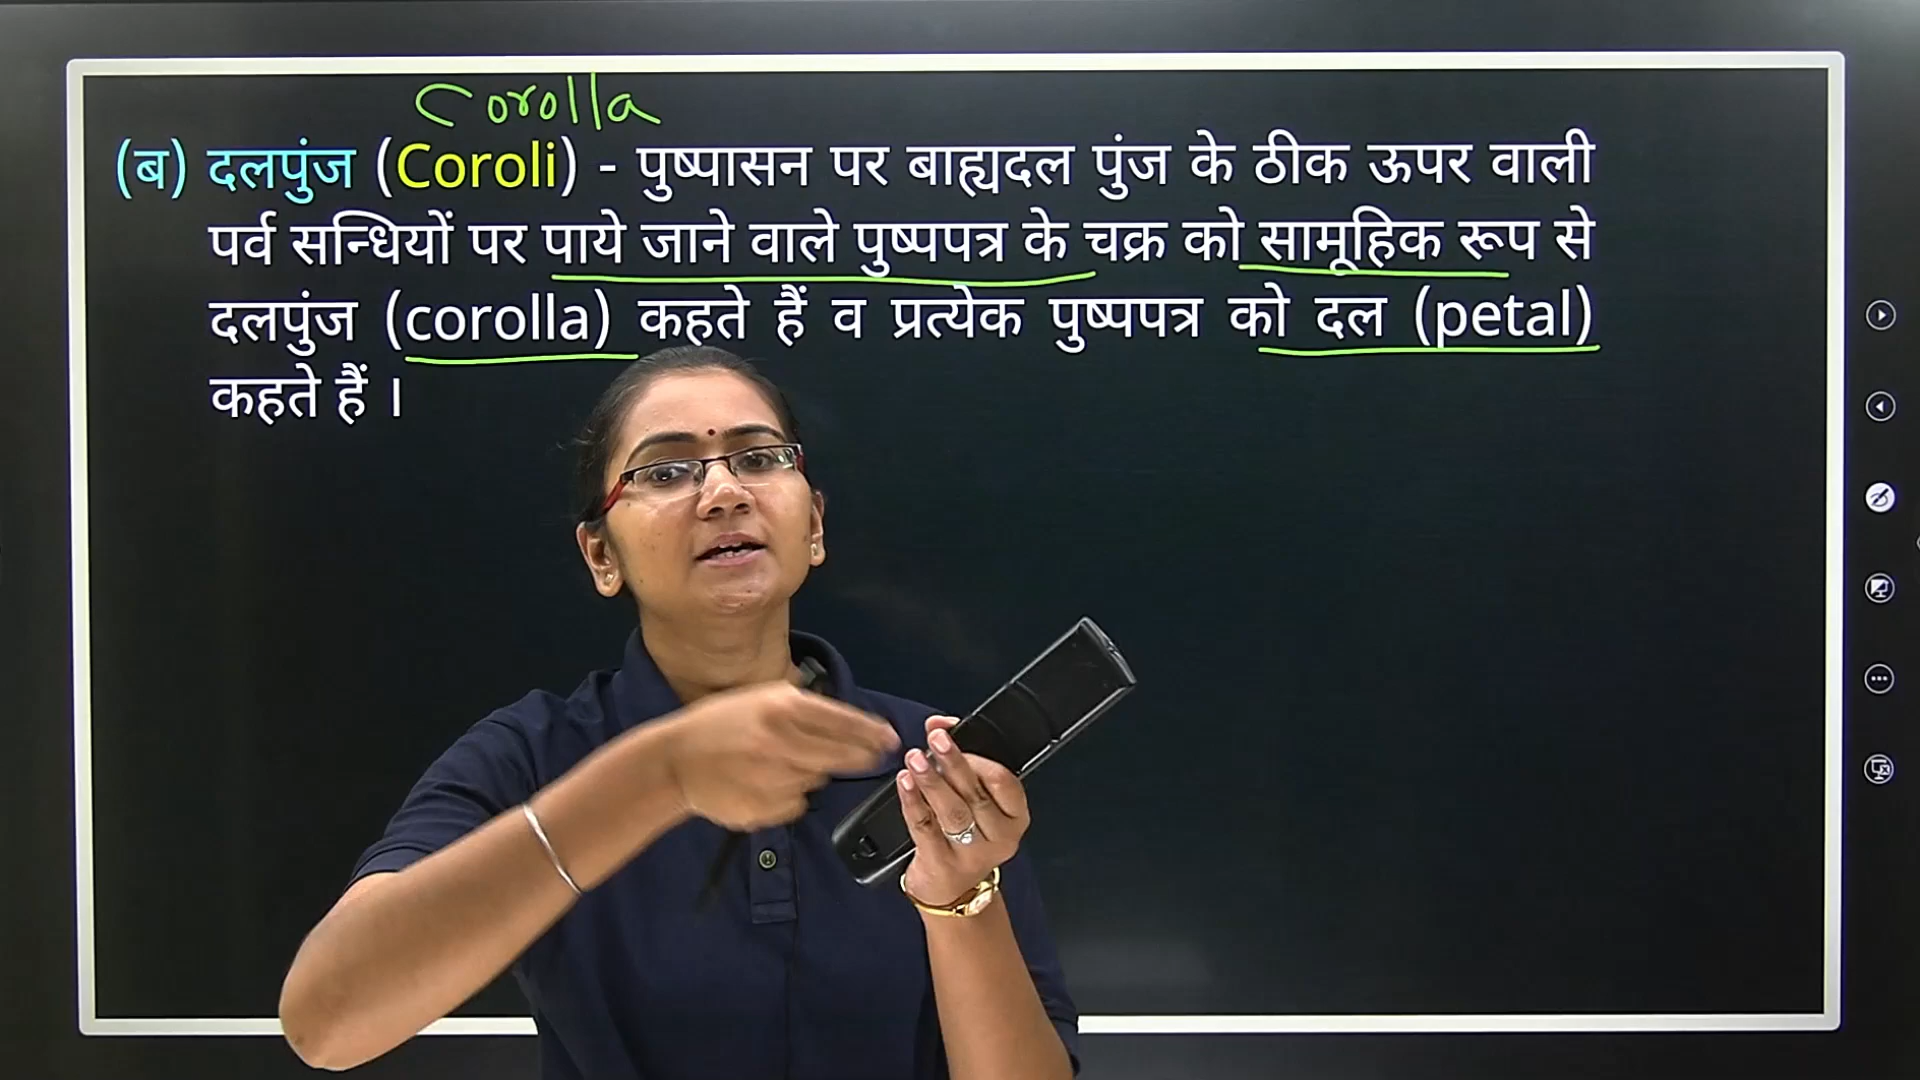 Corolla
(ब) दलपुंज (Coroli) - पुष्पासन पर बाह्यदल पुंज के ठीक ऊपर वाली
पर्व सन्धियों पर पाये जाने वाले पुष्पपत्र के चक्र को सामूहिक रूप से
दलपुंज (corolla) कहते हैं व प्रत्येक पुष्पपत्र को दल (petal)
कहते हैं ।